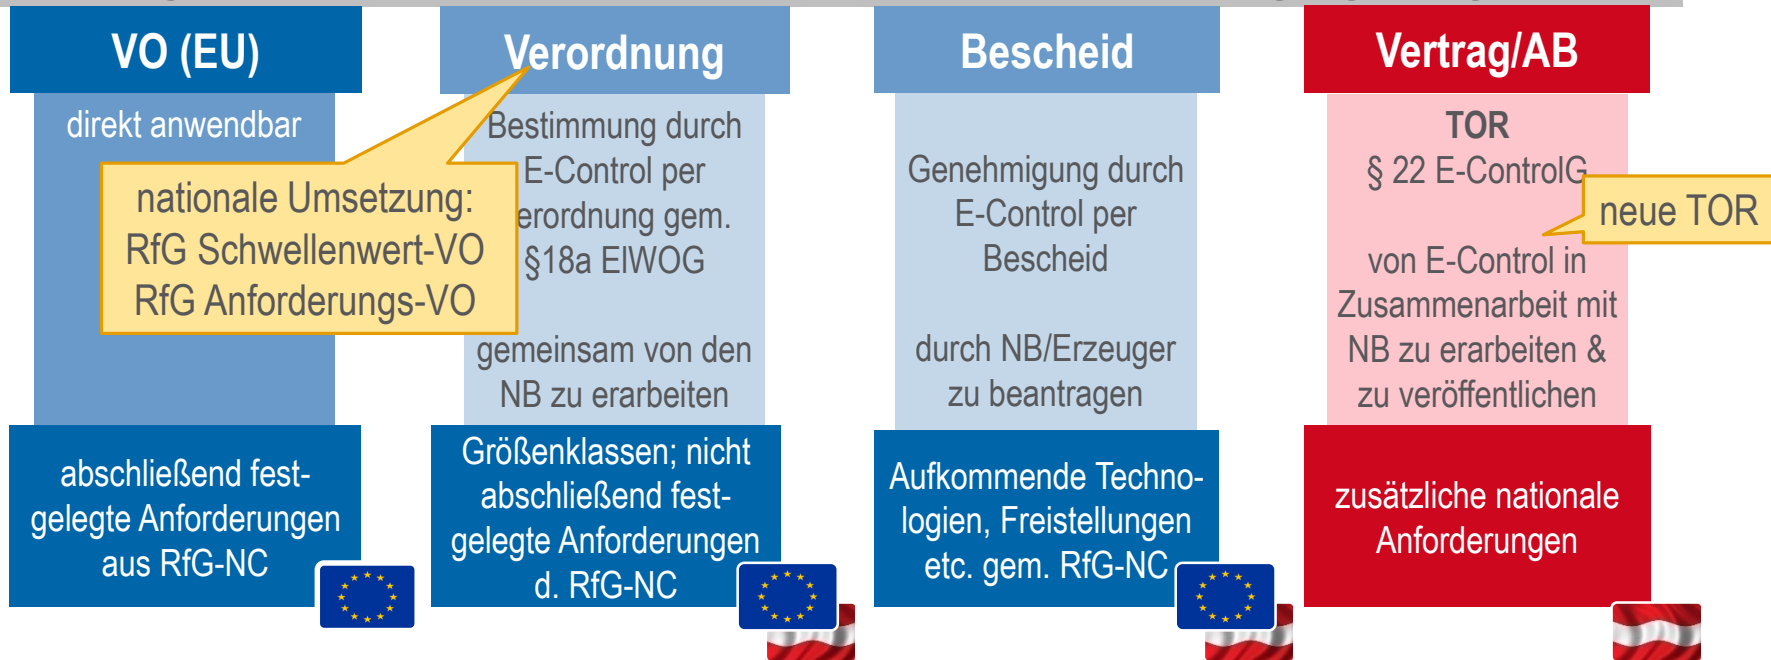 VO (EU)
direkt anwendbar
nationale Umsetzung:
RfG Schwellenwert-VO
RfG Anforderungs-VO
abschließend fest-
gelegte Anforderungen
aus RfG-NC
Verordnung
Bestimmung durch
E-Control per
erordnung gem.
§18a ElWOG
gemeinsam von den
NB zu erarbeiten
Größenklassen; nicht
abschließend fest-
gelegte Anforderungen
d. RfG-NC
Bescheid
Genehmigung durch
E-Control per
Bescheid
durch NB/Erzeuger
zu beantragen
Aufkommende Techno-
logien, Freistellungen
etc. gem. RfG-NC
Vertrag/AB
TOR
§ 22 E-ControlG
neue TOR
von E-Control in
Zusammenarbeit mit
NB zu erarbeiten &
zu veröffentlichen
zusätzliche nationale
Anforderungen